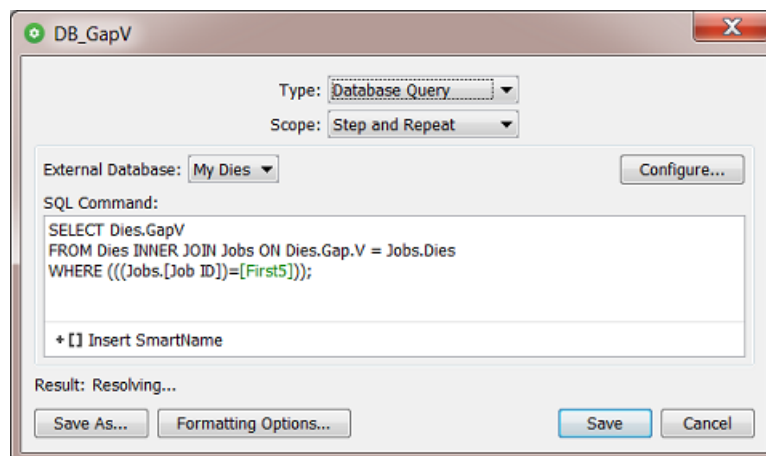 DB_GapV
Type: Database Query
Scope: Step and Repeat
External Database: My Dies Configure...
SQL Command:
SELECT Dies.GapV
FROM Dies INNER JOIN Jobs ON Dies.Gap.V = Jobs.Dies
WHERE (((Jobs.[Job ID])=[First5]));
+[] Insert SmartName
Result: Resolving...
Save As... Formatting Options... Save Cancel